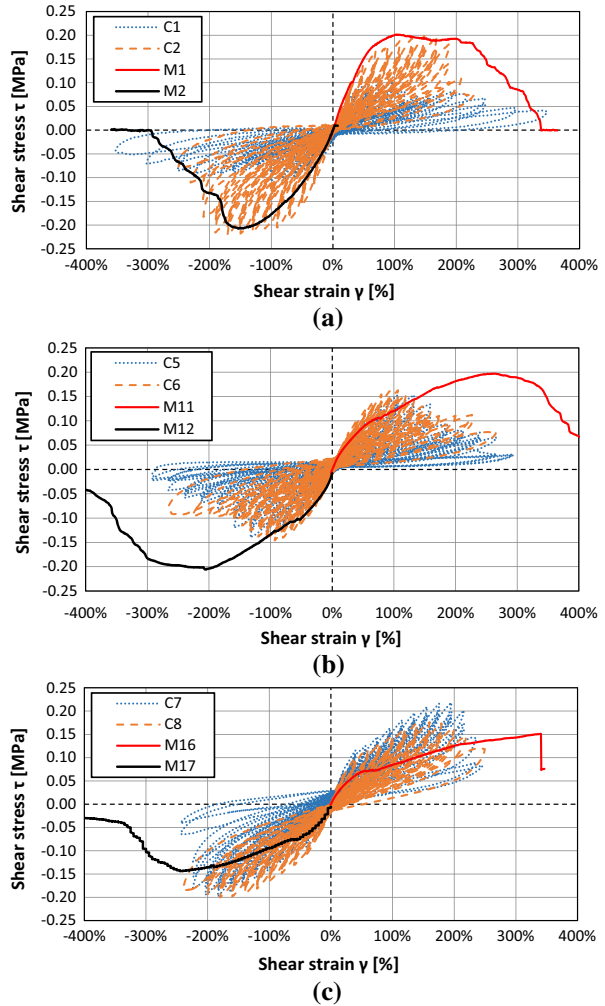 0.25
0.20
0.15
0.10
0.05
0.00
-0.05
-0.10
-0.15
-0.20
-0.25
Shear stress τ [MPa]
C1
C2
M1
M2
-400% -300% -200% -100% 0% 100% 200% 300% 400%
Shear strain γ [%]
(a)
0.25
0.20
0.15
0.10
0.05
0.00
-0.05
-0.10
-0.15
-0.20
-0.25
Shear stress τ [MPa]
C5
C6
M11
M12
-400% -300% -200% -100% 0% 100% 200% 300% 400%
Shear strain γ [%]
(b)
0.25
0.20
0.15
0.10
0.05
0.00
-0.05
-0.10
-0.15
-0.20
-0.25
Shear stress τ [MPa]
C7
C8
M16
M17
-400% -300% -200% -100% 0% 100% 200% 300% 400%
Shear strain γ [%]
(c)